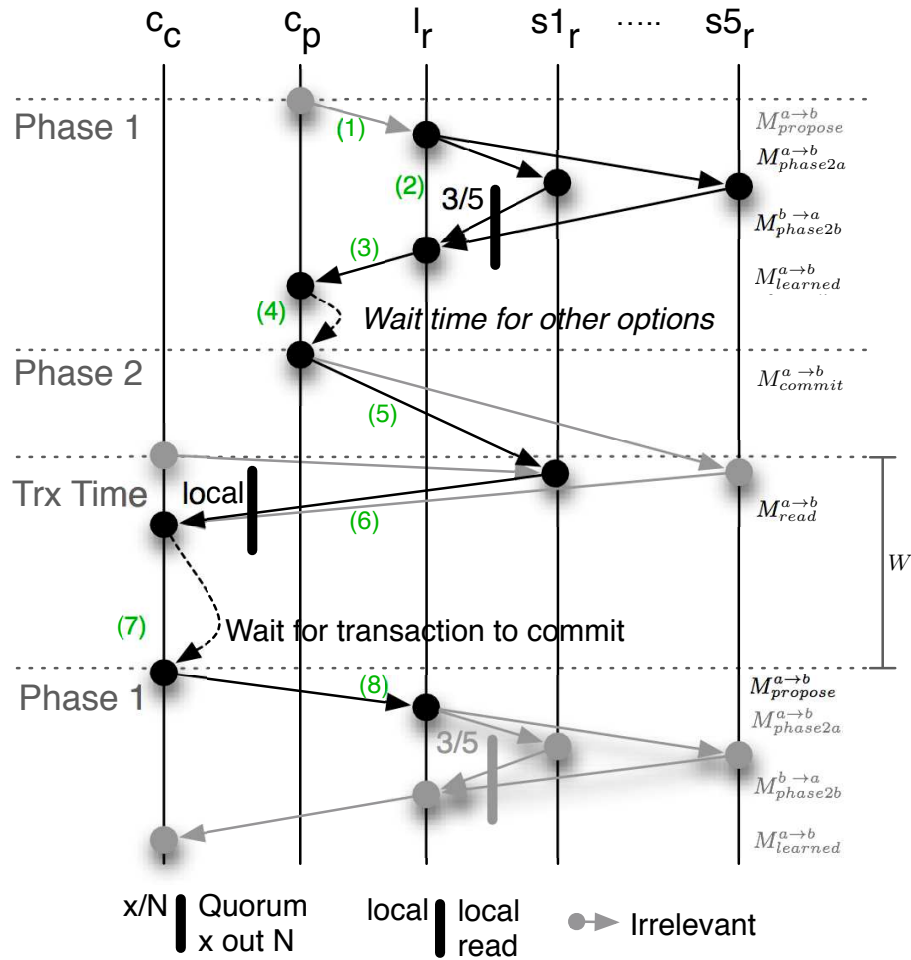 c_c c_p l_r s1_r ..... s5_r
Phase 1
(1)
M^{a→b}_{propose}
M^{a→b}_{phase2a}
(2)
3/5
M^{b→a}_{phase2b}
(3)
M^{a→b}_{learned}
(4)
Wait time for other options
Phase 2
M^{a→b}_{commit}
(5)
Trx Time
local
(6)
M^{a→b}_{read}
W
(7)
Wait for transaction to commit
Phase 1
(8)
M^{a→b}_{propose}
M^{a→b}_{phase2a}
3/5
M^{b→a}_{phase2b}
M^{a→b}_{learned}
x/N Quorum
x out N
local local
read
Irrelevant